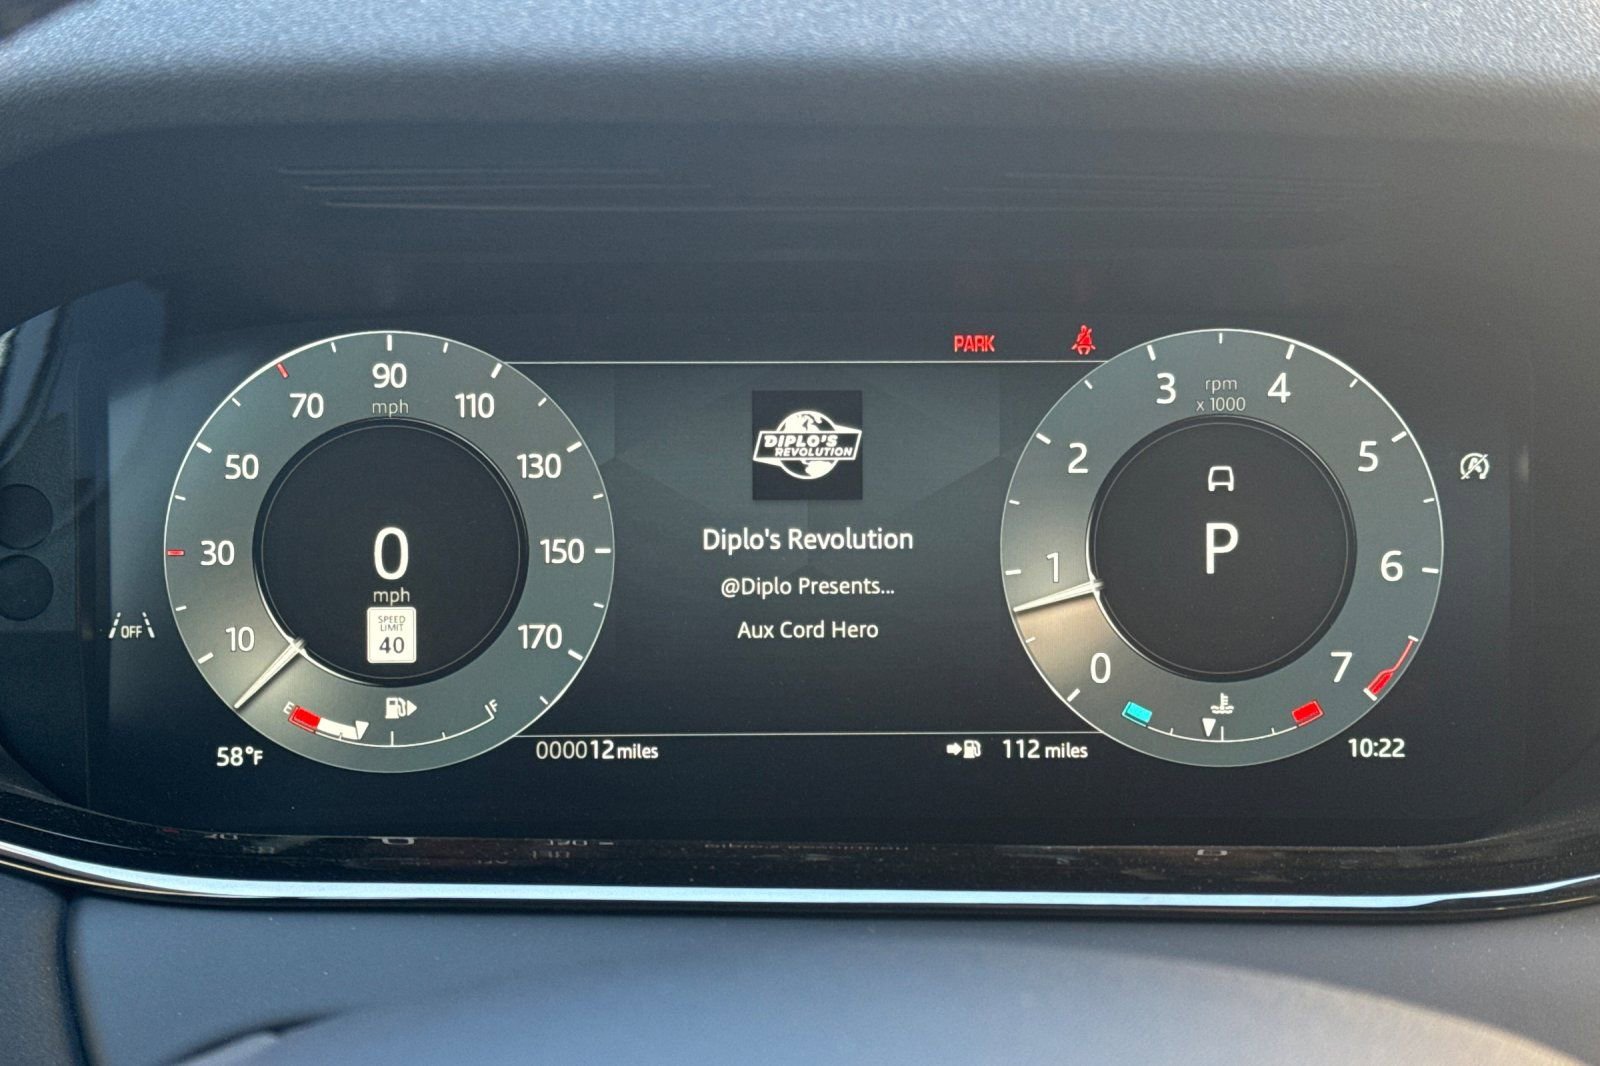 PARK
10
30
50
70
90
110
130
150
170
mph
0
mph
SPEED
LIMIT
40
E
F
DIPLO'S
REVOLUTION
Diplo's Revolution
@Diplo Presents...
Aux Cord Hero
0
1
2
3
4
5
6
7
rpm
x 1000
P
OFF
A
58°F
000012 miles
112 miles
10:22